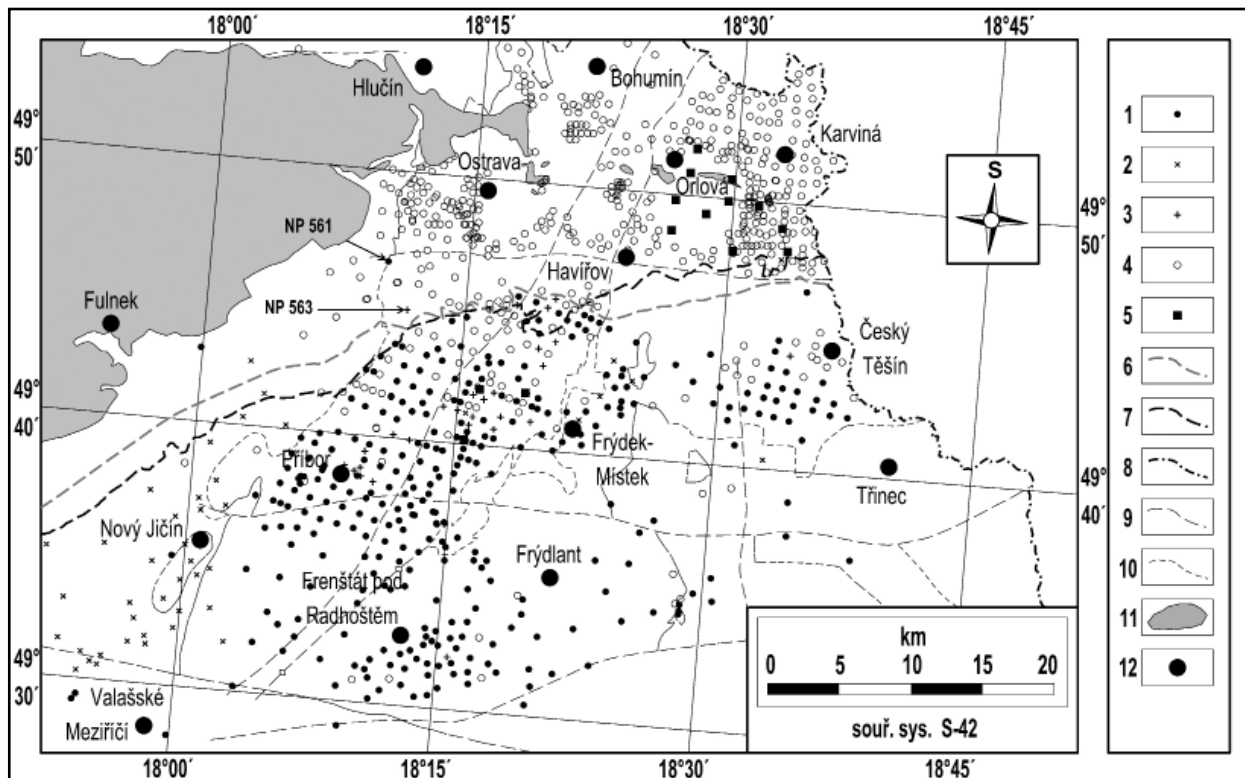 18°00 18°15´ 18°30 18°45´
Hlučín
Bohumín
49°
50´
Karviná
Ostrava
Orlová
S
NP 561
49°
50´
Havířov
NP 563
Fulnek
Český
Těšín
49°
40´
Frýdek-
Místek
Příbor
Třinec
49°
40´
Nový Jičín
Frýdlant
Frenštát pod
Radhoštěm
49°
30´
Valašské
Meziříčí
km
0 5 10 15 20
souř. sys. S-42
18°00 18°15´ 18°30 18°45´
1
2
3
4
5
6
7
8
9
10
11
12